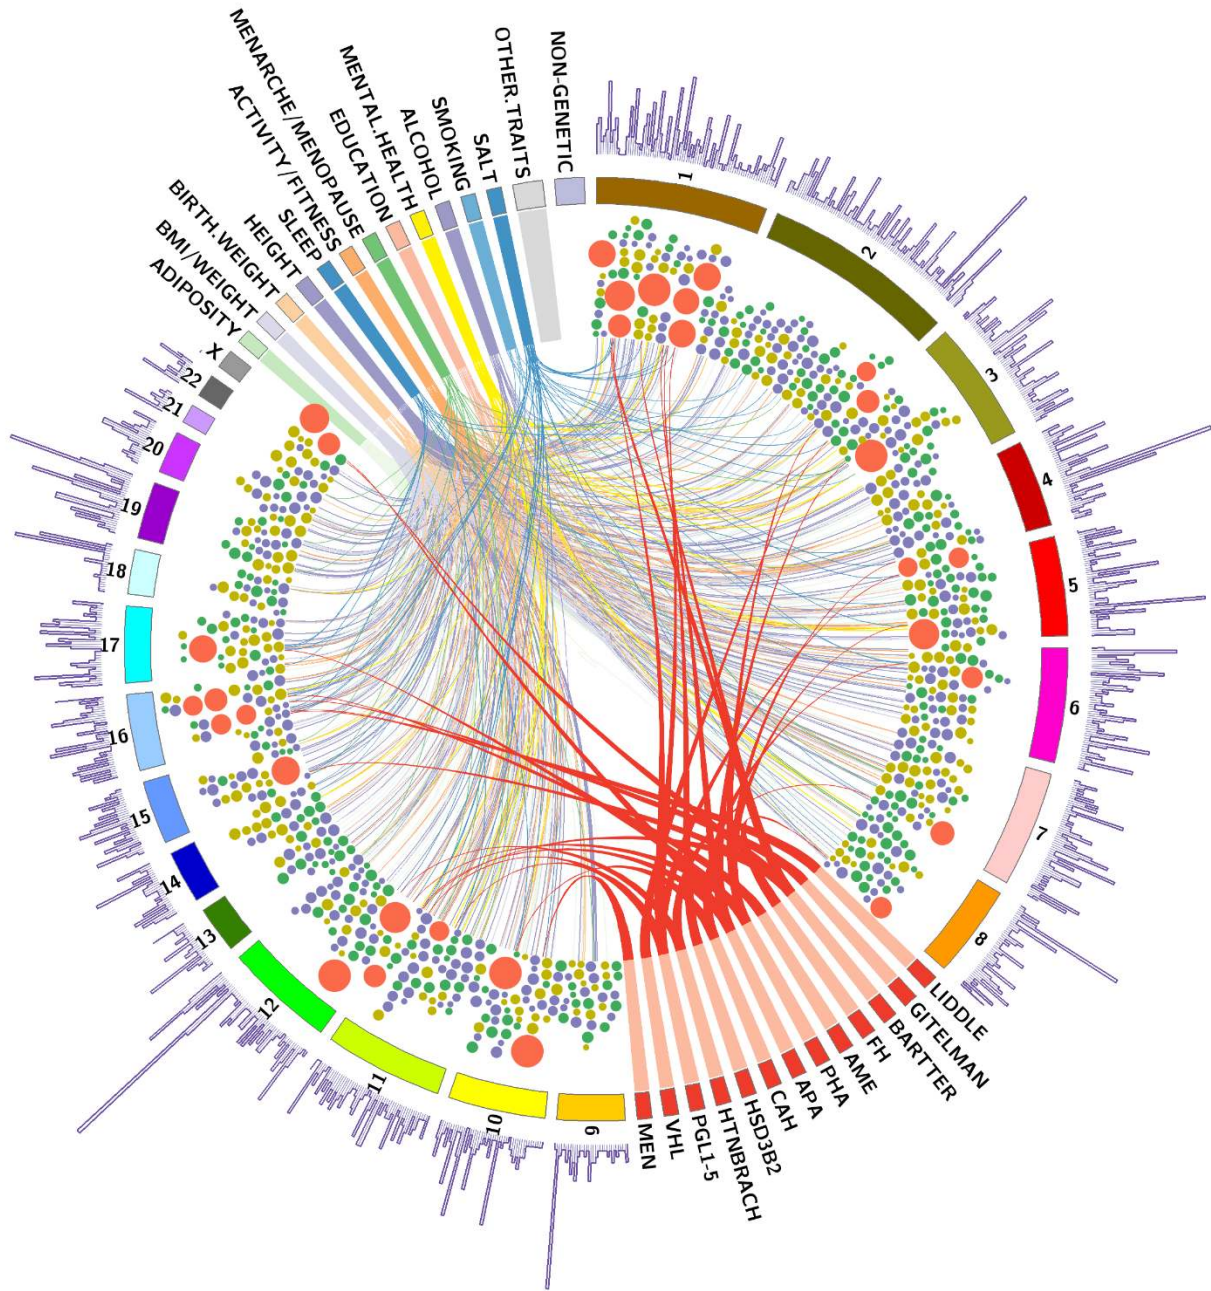 NON-GENETIC
1
2
3
4
5
6
7
8
LIDDLE
GITELMAN
BARTTER
FH
AME
PHA
APA
CAH
HSD3B2
HTNBRACH
PGL1-5
VHL
MEN
9
10
11
12
13
14
15
16
17
18
19
20
21
22
X
ADIPOSITY
BMI/WEIGHT
BIRTH.WEIGHT
HEIGHT
SLEEP
ACTIVITY/FITNESS
MENARCHE/MENOPAUSE
EDUCATION
MENTAL.HEALTH
ALCOHOL
SMOKING
SALT
OTHER.TRAITS